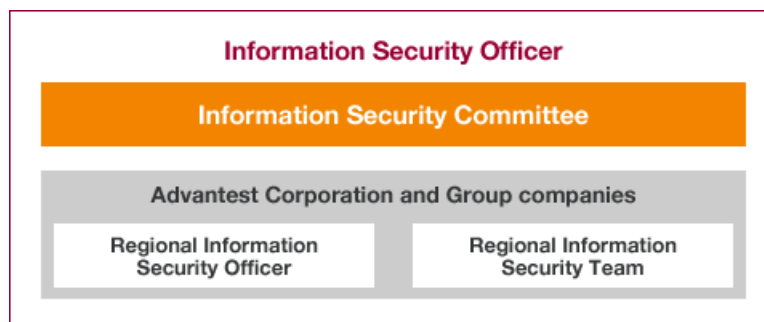 Information Security Officer
Information Security Committee
Advantest Corporation and Group companies
Regional Information
Security Officer
Regional Information
Security Team